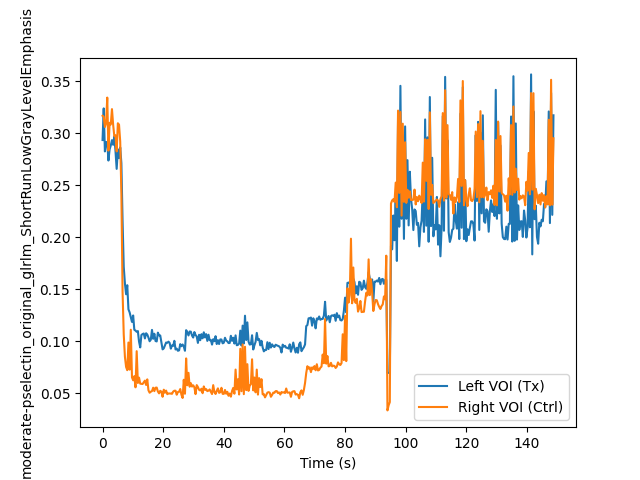 moderate-pselectin_original_glrlm_ShortRunLowGrayLevelEmphasis
0.35
0.30
0.25
0.20
0.15
0.10
0.05
0 20 40 60 80 100 120 140
Time (s)
Left VOI (Tx)
Right VOI (Ctrl)